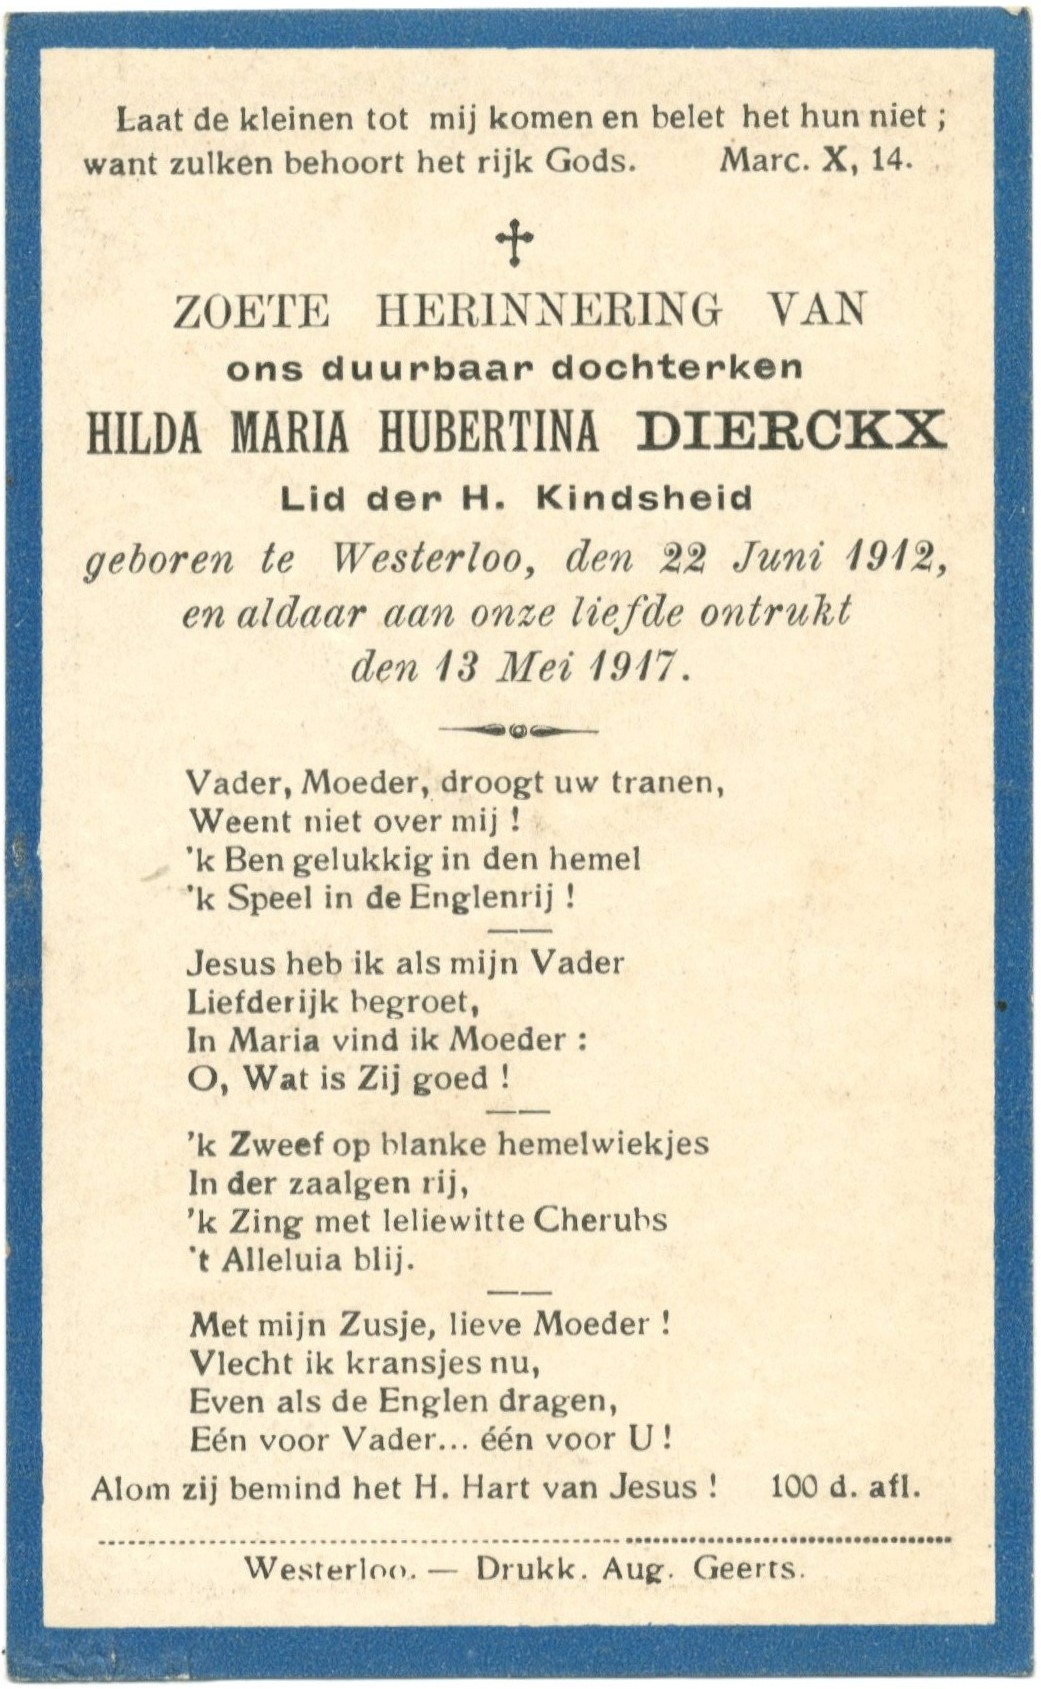 Laat de kleinen tot mij komen en belet het hun niet ;
want zulken behoort het rijk Gods. Marc. X, 14.
ZOETE HERINNERING VAN
ons duurbaar dochterken
HILDA MARIA HUBERTINA DIERCKX
Lid der H. Kindsheid
geboren te Westerloo, den 22 Juni 1912,
en aldaar aan onze liefde ontrukt
den 13 Mei 1917.
Vader, Moeder, droogt uw tranen,
Weent niet over mij !
'k Ben gelukkig in den hemel
'k Speel in de Englenrij !
Jesus heb ik als mijn Vader
Liefderijk begroet,
In Maria vind ik Moeder :
O, Wat is Zij goed !
'k Zweef op blanke hemelwiekjes
In der zaalgen rij,
'k Zing met leliewitte Cherubs
't Alleluia blij.
Met mijn Zusje, lieve Moeder !
Vlecht ik kransjes nu,
Even als de Englen dragen,
Eén voor Vader... één voor U !
Alom zij bemind het H. Hart van Jesus ! 100 d. afl.
Westerloo. — Drukk. Aug. Geerts.